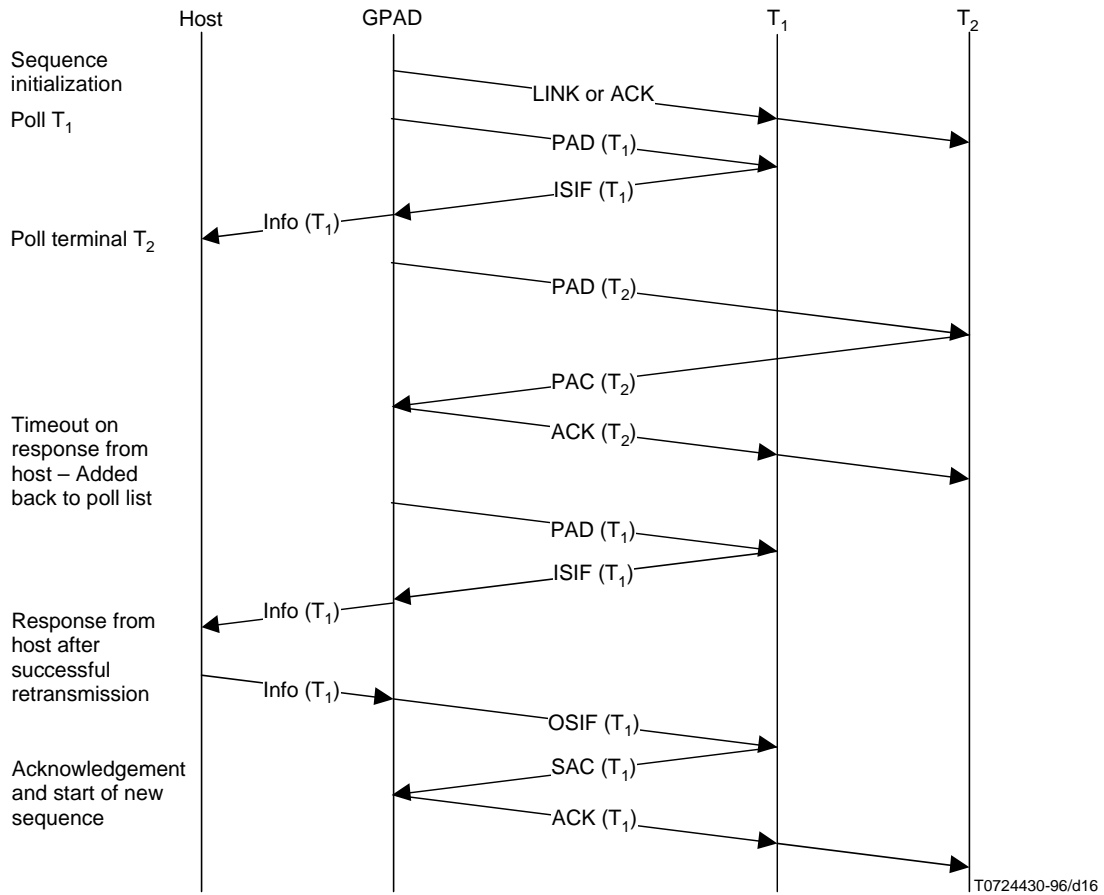 Host GPAD T₁ T₂
Sequence
initialization
LINK or ACK
Poll T₁
PAD (T₁)
ISIF (T₁)
Info (T₁)
Poll terminal T₂
PAD (T₂)
PAC (T₂)
Timeout on
response from
host – Added
back to poll list
ACK (T₂)
PAD (T₁)
ISIF (T₁)
Info (T₁)
Response from
host after
successful
retransmission
Info (T₁)
OSIF (T₁)
SAC (T₁)
Acknowledgement
and start of new
sequence
ACK (T₁)
T0724430-96/d16